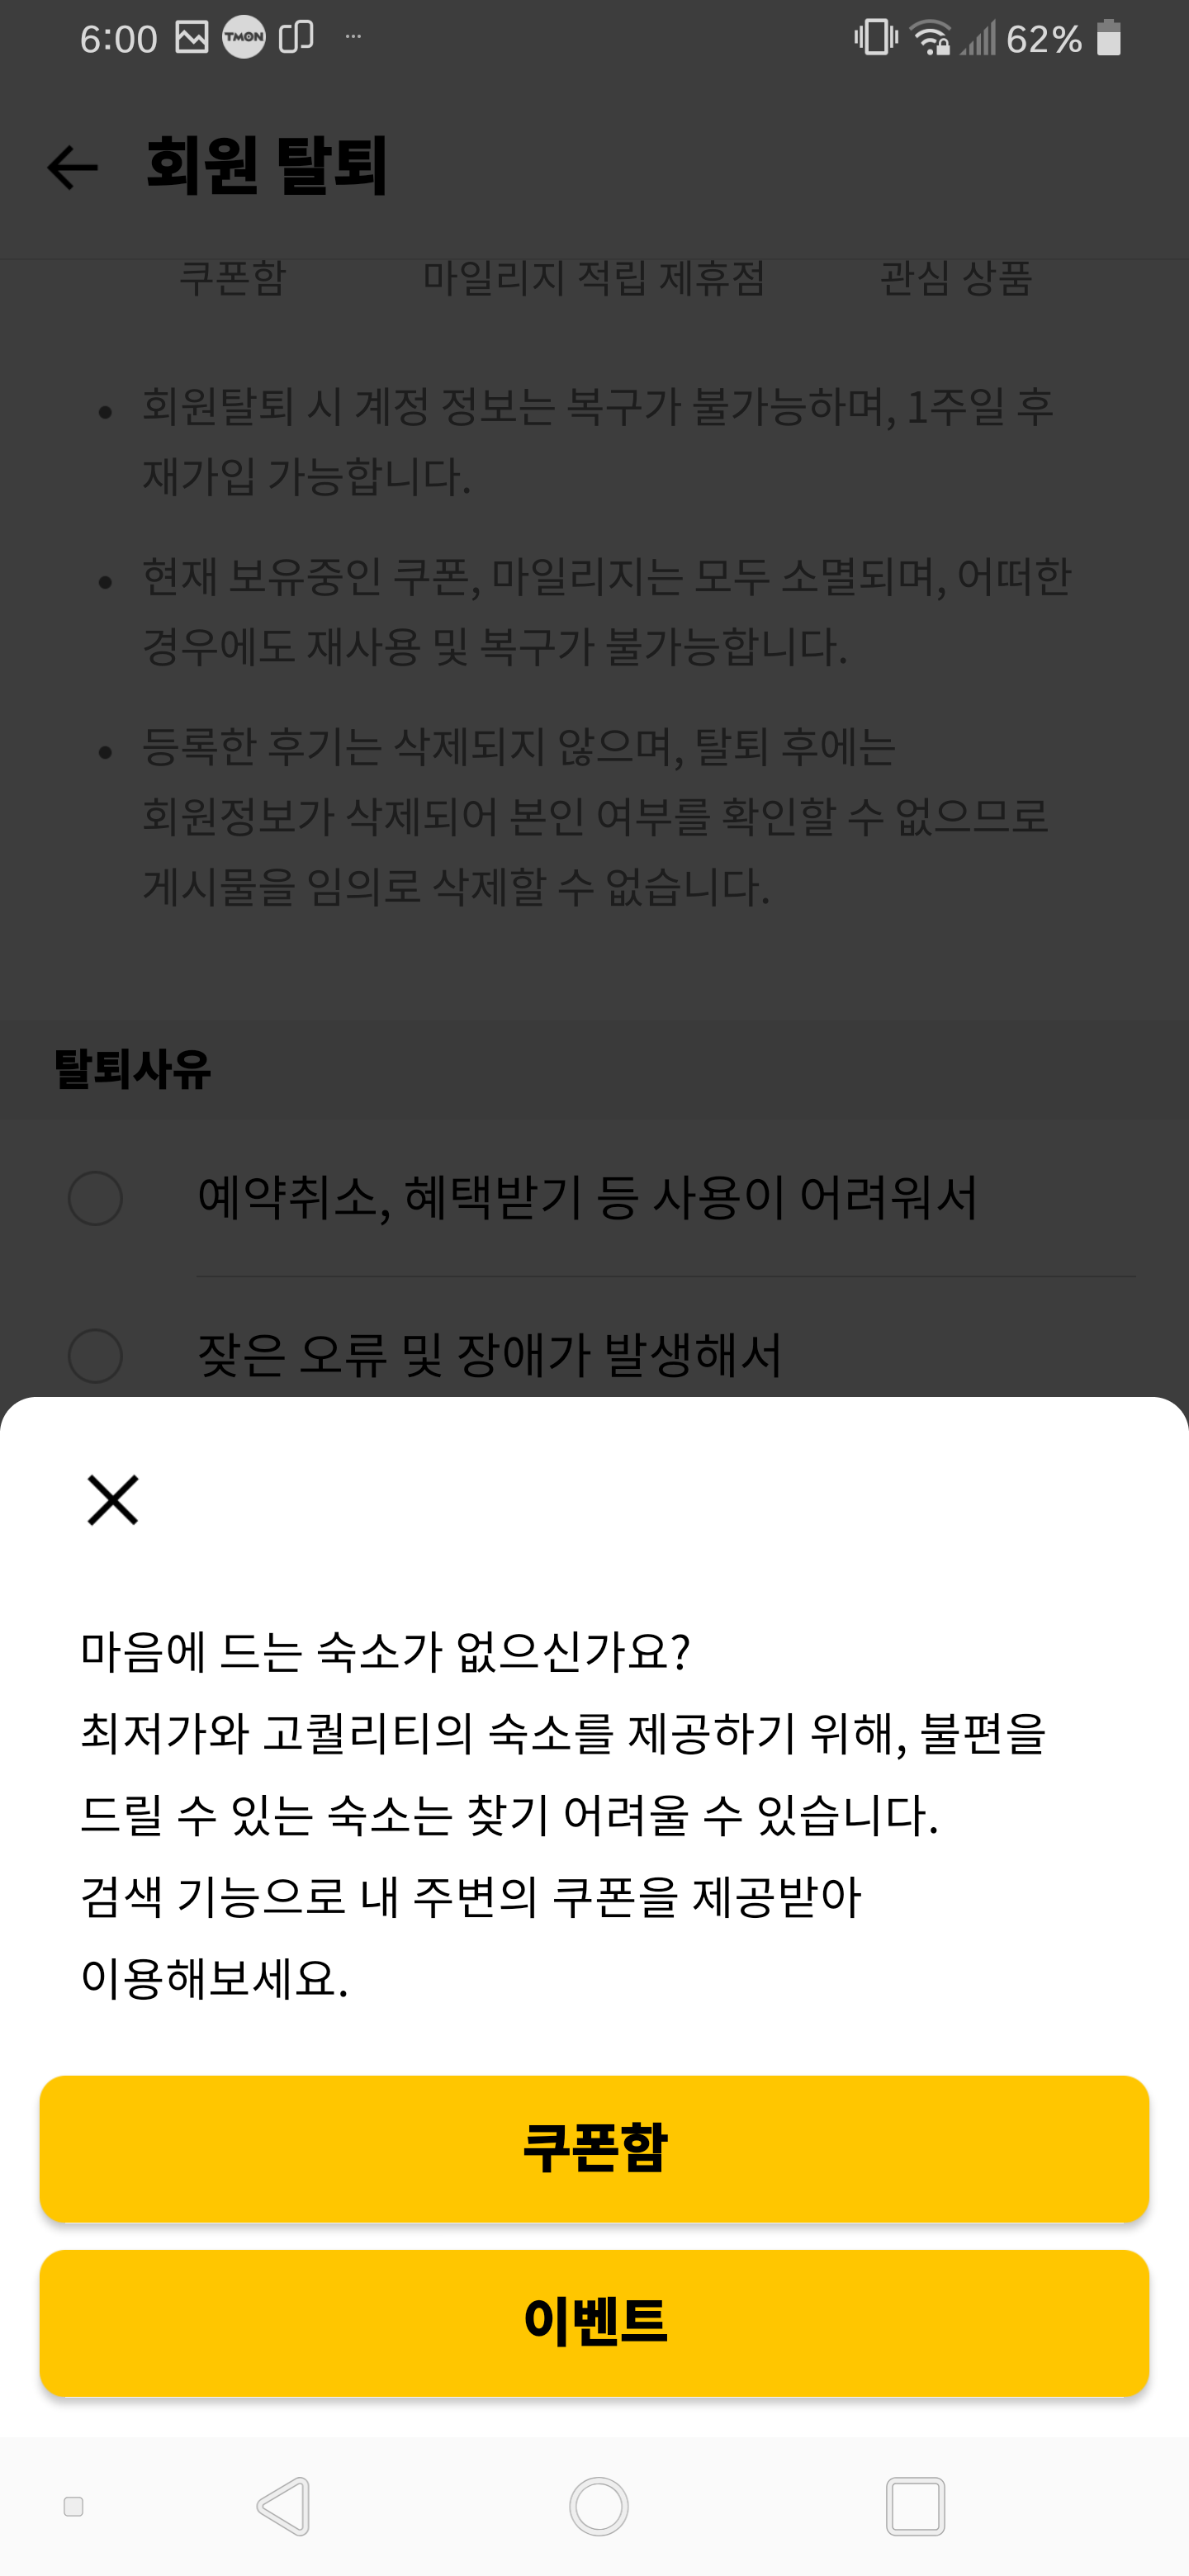 6:00 TMON ... 62%
회원 탈퇴
쿠폰함 마일리지 적립 제휴점 관심 상품
• 회원탈퇴 시 계정 정보는 복구가 불가능하며, 1주일 후
재가입 가능합니다.
• 현재 보유중인 쿠폰, 마일리지는 모두 소멸되며, 어떠한
경우에도 재사용 및 복구가 불가능합니다.
• 등록한 후기는 삭제되지 않으며, 탈퇴 후에는
회원정보가 삭제되어 본인 여부를 확인할 수 없으므로
게시물을 임의로 삭제할 수 없습니다.
탈퇴사유
예약취소, 혜택받기 등 사용이 어려워서
잦은 오류 및 장애가 발생해서
마음에 드는 숙소가 없으신가요?
최저가와 고퀄리티의 숙소를 제공하기 위해, 불편을
드릴 수 있는 숙소는 찾기 어려울 수 있습니다.
검색 기능으로 내 주변의 쿠폰을 제공받아
이용해보세요.
쿠폰함
이벤트